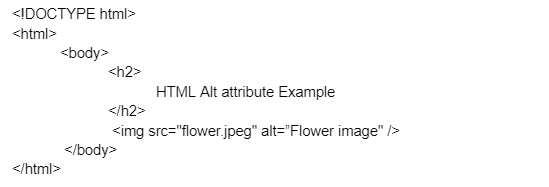 <!DOCTYPE html>
<html>
<body>
<h2>
HTML Alt attribute Example
</h2>
<img src="flower.jpeg" alt=”Flower image" />
</body>
</html>